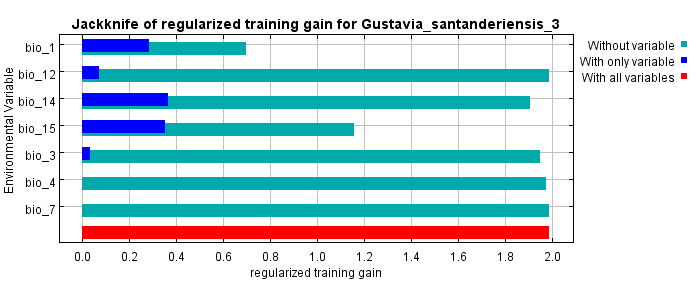 Jackknife of regularized training gain for Gustavia_santanderiensis_3
Without variable
With only variable
With all variables
Environmental Variable
bio_1
bio_12
bio_14
bio_15
bio_3
bio_4
bio_7
0.0 0.2 0.4 0.6 0.8 1.0 1.2 1.4 1.6 1.8 2.0
regularized training gain